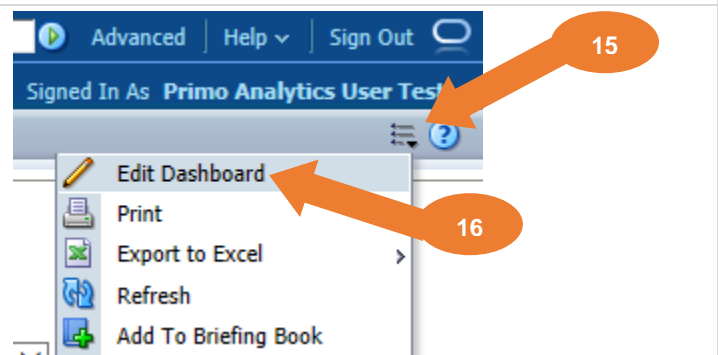 Advanced Help Sign Out
15
Signed In As Primo Analytics User Test
Edit Dashboard
Print
16
Export to Excel
Refresh
Add To Briefing Book